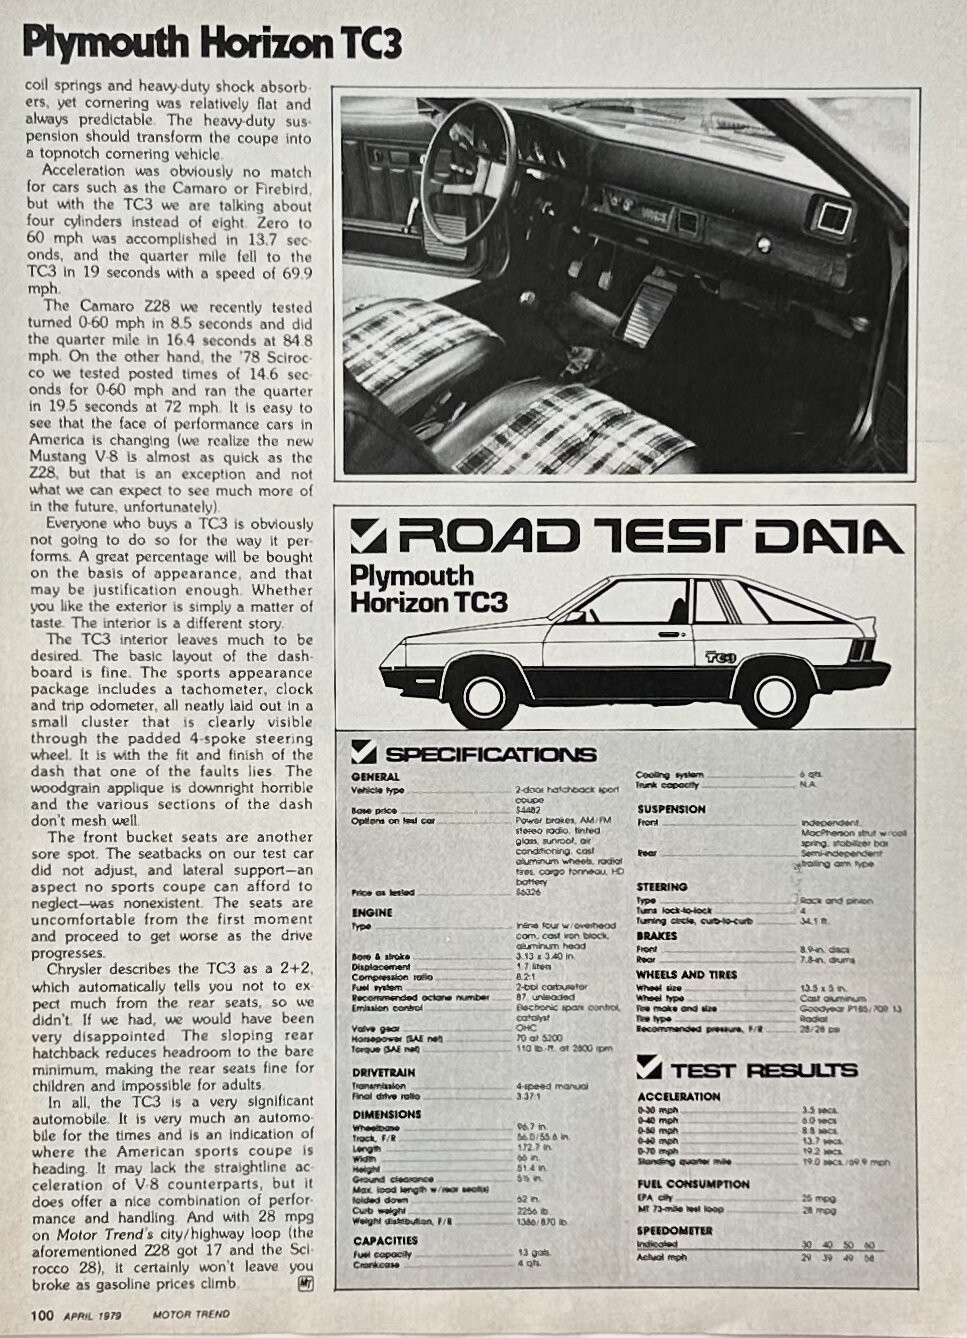 Plymouth Horizon TC3
coil springs and heavy-duty shock absorb-
ers, yet cornering was relatively flat and
always predictable. The heavy-duty sus-
pension should transform the coupe into
a topnotch cornering vehicle.
Acceleration was obviously no match
for cars such as the Camaro or Firebird,
but with the TC3 we are talking about
four cylinders instead of eight. Zero to
60 mph was accomplished in 13.7 sec-
onds, and the quarter mile fell to the
TC3 in 19 seconds with a speed of 69.9
mph.
The Camaro Z28 we recently tested
turned 0-60 mph in 8.5 seconds and did
the quarter mile in 16.4 seconds at 84.8
mph. On the other hand, the '78 Sciroc-
co we tested posted times of 14.6 sec-
onds for 0-60 mph and ran the quarter
in 19.5 seconds at 72 mph. It is easy to
see that the face of performance cars in
America is changing (we realize the new
Mustang V-8 is almost as quick as the
Z28, but that is an exception and not
what we can expect to see much more of
in the future, unfortunately).
Everyone who buys a TC3 is obviously
not going to do so for the way it per-
forms. A great percentage will be bought
on the basis of appearance, and that
may be justification enough. Whether
you like the exterior is simply a matter of
taste. The interior is a different story.
The TC3 interior leaves much to be
desired. The basic layout of the dash-
board is fine. The sports appearance
package includes a tachometer, clock
and trip odometer, all neatly laid out in a
small cluster that is clearly visible
through the padded 4-spoke steering
wheel. It is with the fit and finish of the
dash that one of the faults lies. The
woodgrain applique is downright horrible
and the various sections of the dash
don't mesh well.
The front bucket seats are another
sore spot. The seatbacks on our test car
did not adjust, and lateral support—an
aspect no sports coupe can afford to
neglect—was nonexistent. The seats are
uncomfortable from the first moment
and proceed to get worse as the drive
progresses.
Chrysler describes the TC3 as a 2+2,
which automatically tells you not to ex-
pect much from the rear seats, so we
didn't. If we had, we would have been
very disappointed. The sloping rear
hatchback reduces headroom to the bare
minimum, making the rear seats fine for
children and impossible for adults.
In all, the TC3 is a very significant
automobile. It is very much an automo-
bile for the times and is an indication of
where the American sports coupe is
heading. It may lack the straightline ac-
celeration of V-8 counterparts, but it
does offer a nice combination of perfor-
mance and handling. And with 28 mpg
on Motor Trend's city/highway loop (the
aforementioned Z28 got 17 and the Sci-
rocco 28), it certainly won't leave you
broke as gasoline prices climb. MT
ROAD TEST DATA
Plymouth
Horizon TC3
TC3
SPECIFICATIONS
GENERAL
Vehicle type 2-door hatchback sport
coupe
Base price $4482
Options on test car Power brakes, AM/FM
stereo radio, tinted
glass, sunroof, air
conditioning, cast
aluminum wheels, radial
tires, cargo tonneau, HD
battery
Price as tested $6326
ENGINE
Type Inline four w/overhead
cam, cast iron block,
aluminum head
Bore & stroke 3.13 x 3.40 in.
Displacement 1.7 liters
Compression ratio 8.2:1
Fuel system 2-bbl carburetor
Recommended octane number 87, unleaded
Emission control Electronic spark control,
catalyst
Valve gear OHC
Horsepower (SAE net) 70 at 5200
Torque (SAE net) 110 lb.-ft. at 2800 rpm
DRIVETRAIN
Transmission 4-speed manual
Final drive ratio 3.37:1
DIMENSIONS
Wheelbase 96.7 in.
Track, F/R 56.0/55.6 in.
Length 172.7 in.
Width 66 in.
Height 51.4 in.
Ground clearance 5½ in.
Max. load length w/rear seat(s)
folded down 62 in.
Curb weight 2256 lb
Weight distribution, F/R 1386/870 lb
CAPACITIES
Fuel capacity 13 gals.
Crankcase 4 qts.
Cooling system 6 qts.
Trunk capacity N.A.
SUSPENSION
Front Independent,
MacPherson strut w/coil
spring, stabilizer bar
Rear Semi-independent
trailing arm type
STEERING
Type Rack and pinion
Turns lock-to-lock 4
Turning circle, curb-to-curb 34.1 ft.
BRAKES
Front 8.9-in. discs
Rear 7.8-in. drums
WHEELS AND TIRES
Wheel size 13.5 x 5 in.
Wheel type Cast aluminum
Tire make and size Goodyear P165/70R 13
Tire type Radial
Recommended pressure, F/R 28/28 psi
TEST RESULTS
ACCELERATION
0-30 mph 3.5 secs.
0-40 mph 6.0 secs
0-50 mph 8.8 secs
0-60 mph 13.7 secs.
0-70 mph 19.2 secs.
Standing quarter mile 19.0 secs./69.9 mph
FUEL CONSUMPTION
EPA city 25 mpg
MT 73-mile test loop 28 mpg
SPEEDOMETER
Indicated 30 40 50 60
Actual mph 29 39 49 58
100 APRIL 1979 MOTOR TREND